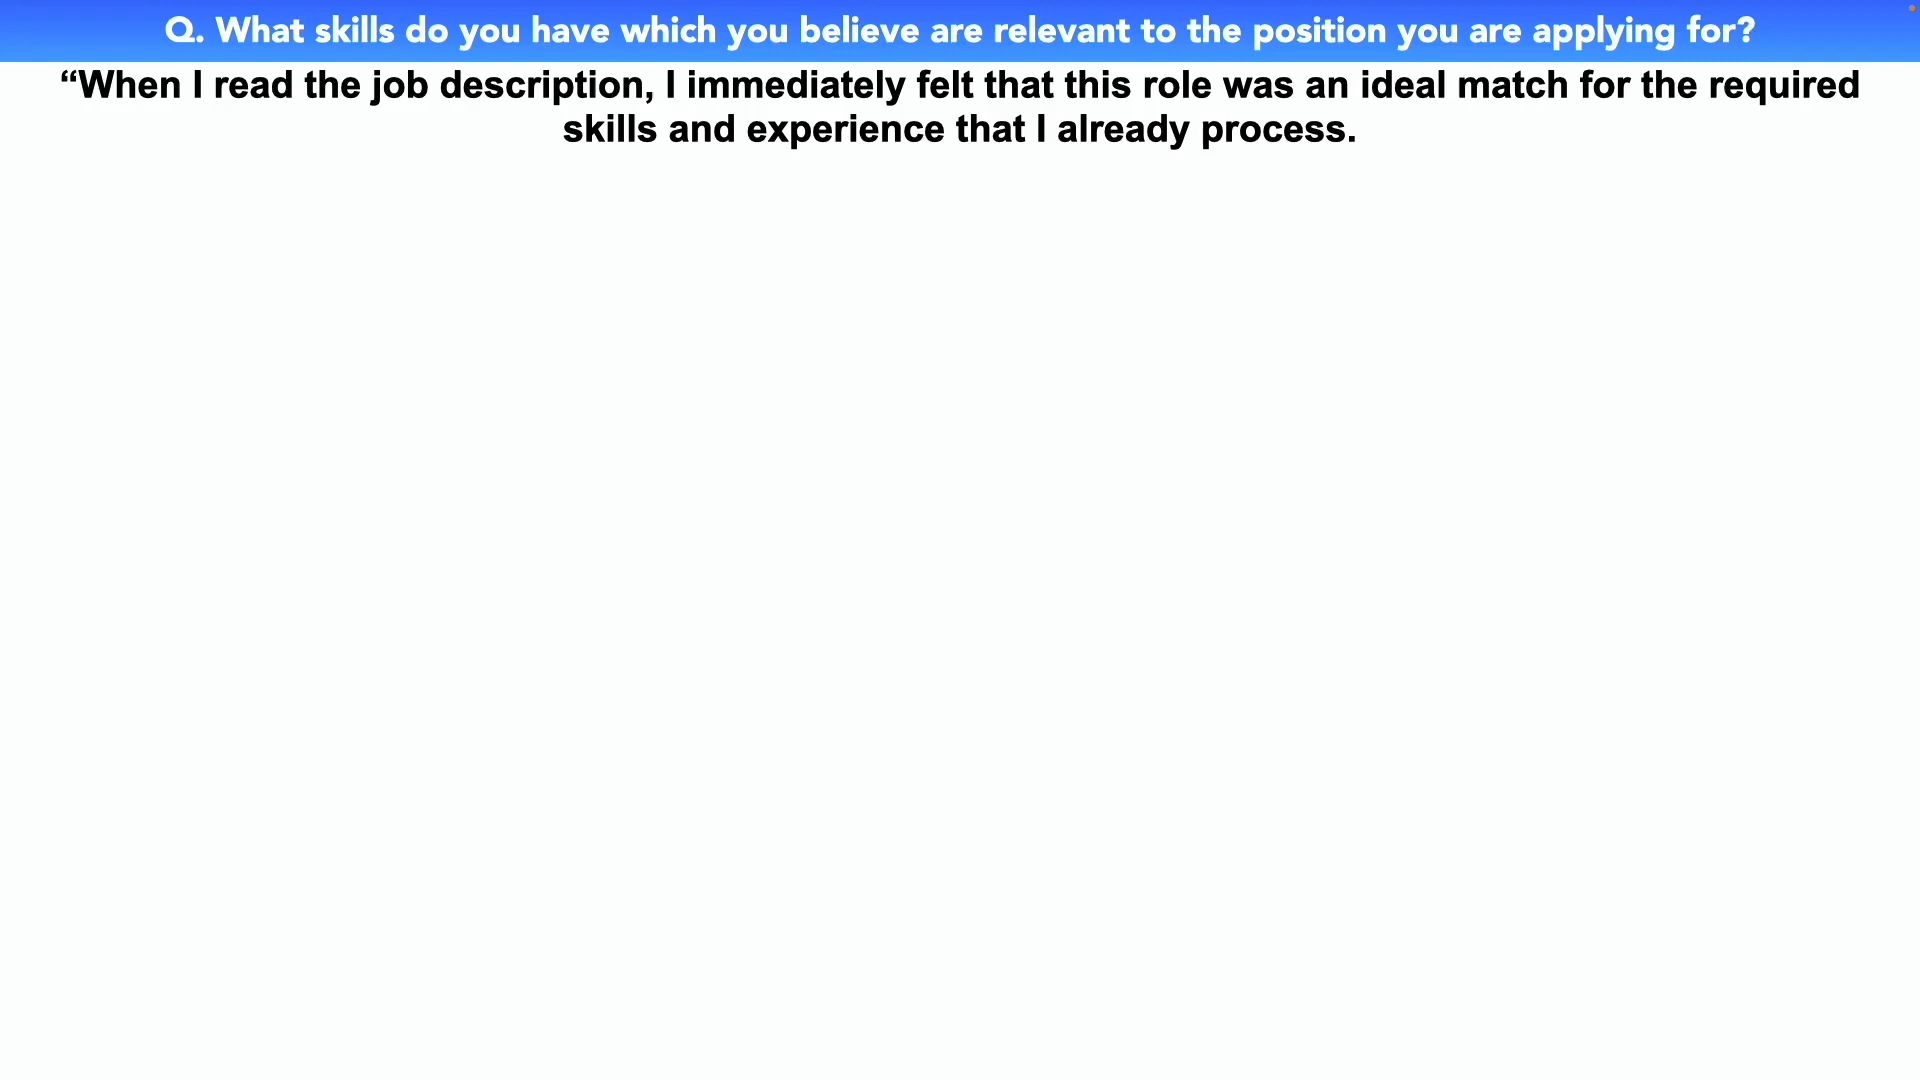 Q. What skills do you have which you believe are relevant to the position you are applying for?
“When I read the job description, I immediately felt that this role was an ideal match for the required
skills and experience that I already process.